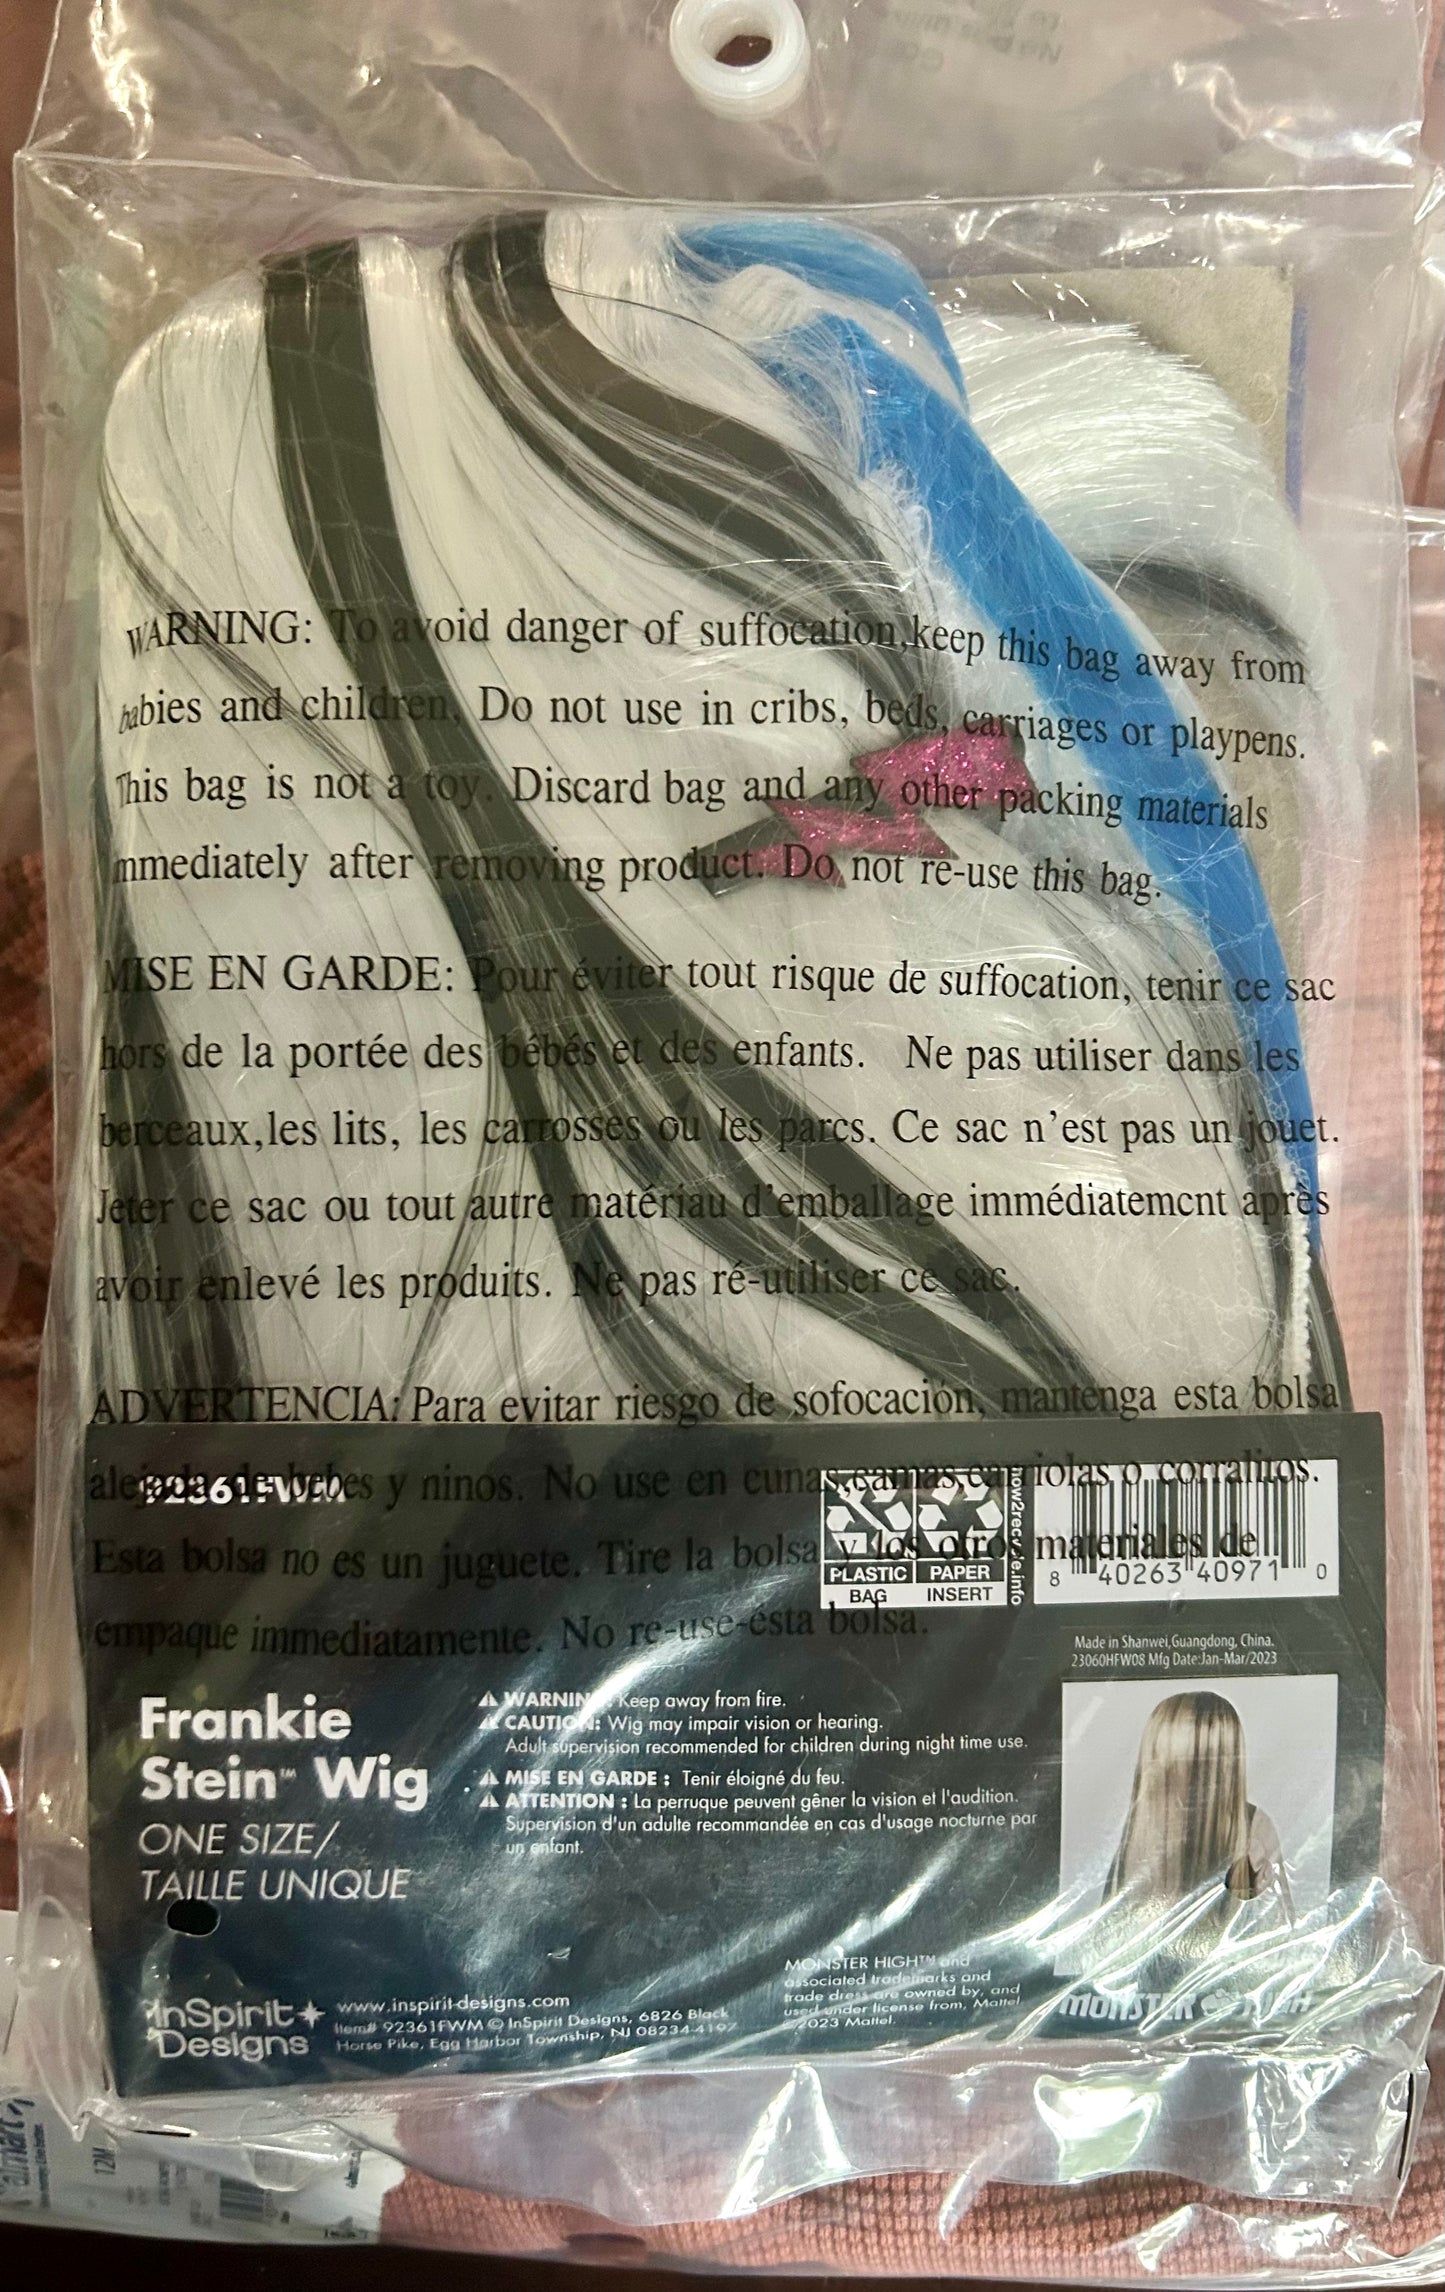 WARNING: To avoid danger of suffocation,keep this bag away from
babies and children. Do not use in cribs, beds, carriages or playpens.
This bag is not a toy. Discard bag and any other packing materials
mmediately after removing product. Do not re-use this bag.
MISE EN GARDE: Pour éviter tout risque de suffocation, tenir ce sac
hors de la portée des bébés et des enfants. Ne pas utiliser dans les
berceaux,les lits, les carrosses ou les parcs. Ce sac n'est pas un jouet.
Jeter ce sac ou tout autre matériau d'emballage immédiatemcnt après
avoir enlevé les produits. Ne pas ré-utiliser ce sac.
ADVERTENCIA: Para evitar riesgo de sofocación, mantenga esta bolsa
alejada de bebes y ninos. No use en cunas,camas,carriolas o corralitos.
Esta bolsa no es un juguete. Tire la bolsa y los otros materiales de
empaque immediatamente. No re-use-ésta bolsa.
92361FWM
how2recycle.info
PLASTIC PAPER
BAG INSERT
8 40263 40971 0
Made in Shanwei,Guangdong, China.
23060HFW08 Mfg Date:Jan-Mar/2023
Frankie
Stein™ Wig
ONE SIZE/
TAILLE UNIQUE
WARNING: Keep away from fire.
CAUTION: Wig may impair vision or hearing.
Adult supervision recommended for children during night time use.
MISE EN GARDE : Tenir éloigné du feu.
ATTENTION : La perruque peuvent gêner la vision et l'audition.
Supervision d'un adulte recommandée en cas d'usage nocturne par
un enfant.
InSpirit
Designs
www.inspirit-designs.com
Item# 92361FWM © InSpirit Designs, 6826 Black
Horse Pike, Egg Harbor Township, NJ 08234-4197
MONSTER HIGH™ and
associated trademarks and
trade dress are owned by, and
used under license from, Mattel.
©2023 Mattel.
MONSTER HIGH
12M